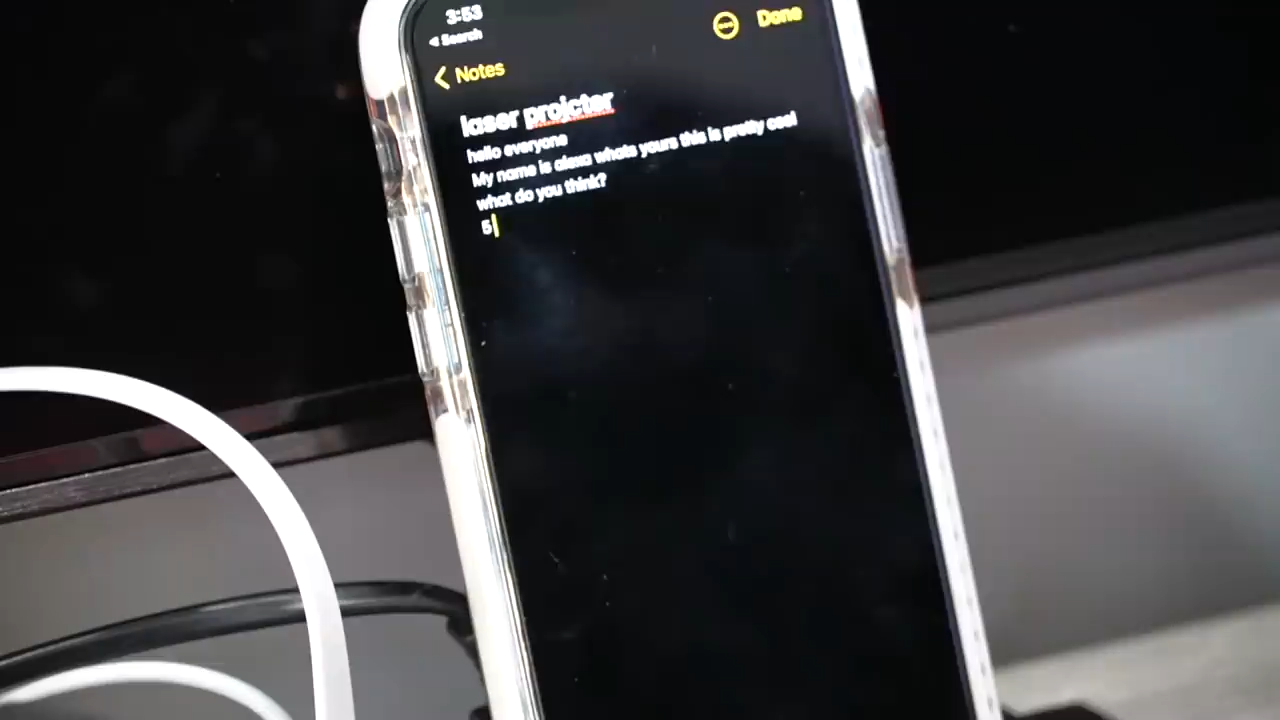 3:53
◀ Search
Done
Notes
laser projcter
hello everyone
My name is alexa whats yours this is pretty cool
what do you think?
5